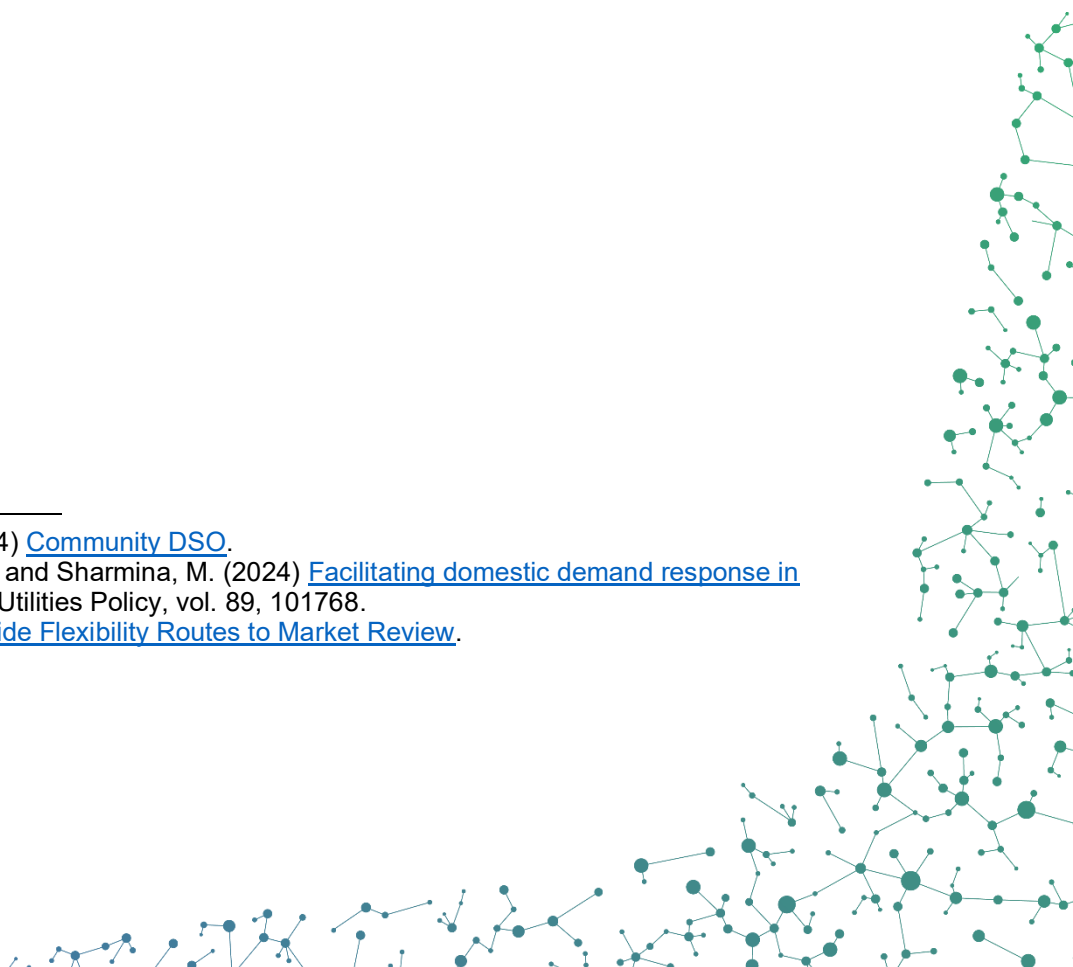 4) Community DSO.
and Sharmina, M. (2024) Facilitating domestic demand response in
Utilities Policy, vol. 89, 101768.
ide Flexibility Routes to Market Review.